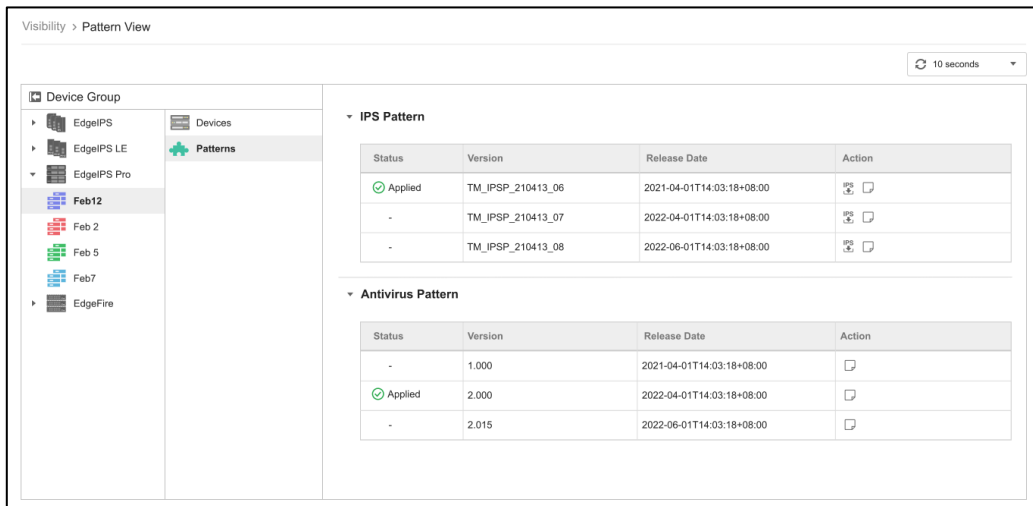 Visibility > Pattern View
10 seconds
Device Group
EdgeIPS
EdgeIPS LE
EdgeIPS Pro
Feb12
Feb 2
Feb 5
Feb7
EdgeFire
Devices
Patterns
IPS Pattern
Status Version Release Date Action
Applied TM_IPSP_210413_06 2021-04-01T14:03:18+08:00 IPS
- TM_IPSP_210413_07 2022-04-01T14:03:18+08:00 IPS
- TM_IPSP_210413_08 2022-06-01T14:03:18+08:00 IPS
Antivirus Pattern
Status Version Release Date Action
- 1.000 2021-04-01T14:03:18+08:00
Applied 2.000 2022-04-01T14:03:18+08:00
- 2.015 2022-06-01T14:03:18+08:00